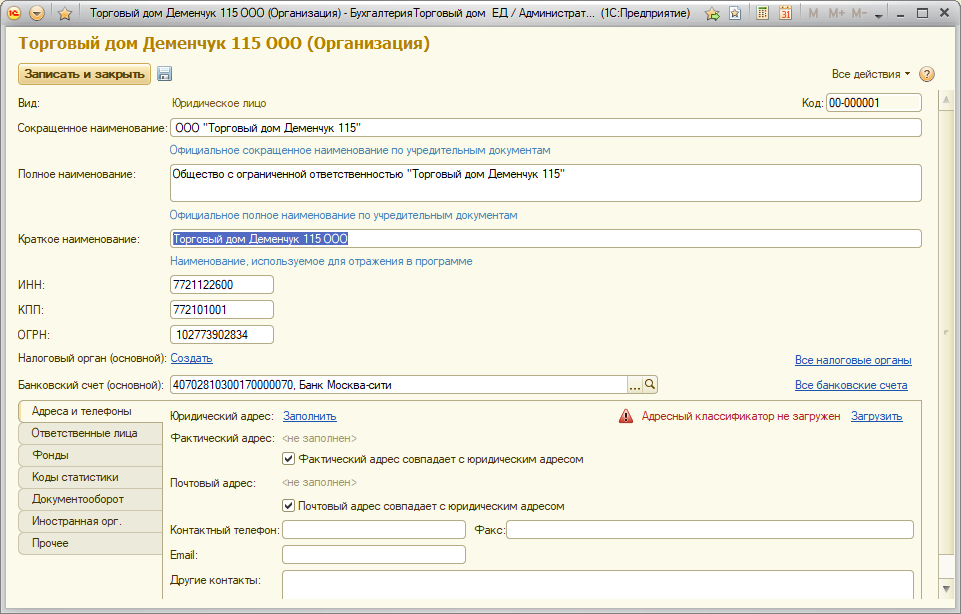 Торговый дом Деменчук 115 ООО (Организация) - БухгалтерияТорговый дом ЕД / Администрат... (1С:Предприятие) 31 M M+ M-
Торговый дом Деменчук 115 ООО (Организация)
Записать и закрыть Все действия ?
Вид: Юридическое лицо Код: 00-000001
Сокращенное наименование: ООО "Торговый дом Деменчук 115"
Официальное сокращенное наименование по учредительным документам
Полное наименование: Общество с ограниченной ответственностью "Торговый дом Деменчук 115"
Официальное полное наименование по учредительным документам
Краткое наименование: Торговый дом Деменчук 115 ООО
Наименование, используемое для отражения в программе
ИНН: 7721122600
КПП: 772101001
ОГРН: 102773902834
Налоговый орган (основной): Создать Все налоговые органы
Банковский счет (основной): 40702810300170000070, Банк Москва-сити ... Все банковские счета
Адреса и телефоны Юридический адрес: Заполнить Адресный классификатор не загружен Загрузить
Ответственные лица Фактический адрес: <не заполнен>
Фонды Фактический адрес совпадает с юридическим адресом
Коды статистики Почтовый адрес: <не заполнен>
Документооборот Почтовый адрес совпадает с юридическим адресом
Иностранная орг. Контактный телефон: Факс:
Прочее Email:
Другие контакты: